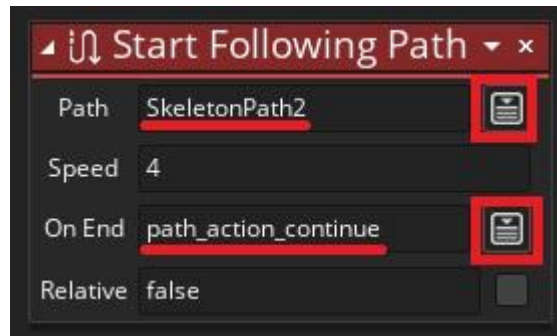 Start Following Path
Path SkeletonPath2
Speed 4
On End path_action_continue
Relative false